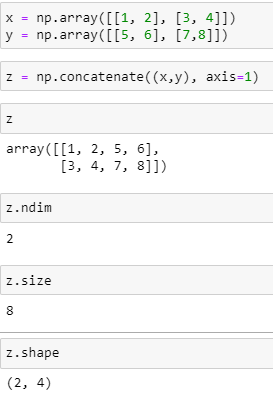 x = np.array([[1, 2], [3, 4]])
y = np.array([[5, 6], [7,8]])
z = np.concatenate((x,y), axis=1)
z
array([[1, 2, 5, 6],
       [3, 4, 7, 8]])
z.ndim
2
z.size
8
z.shape
(2, 4)